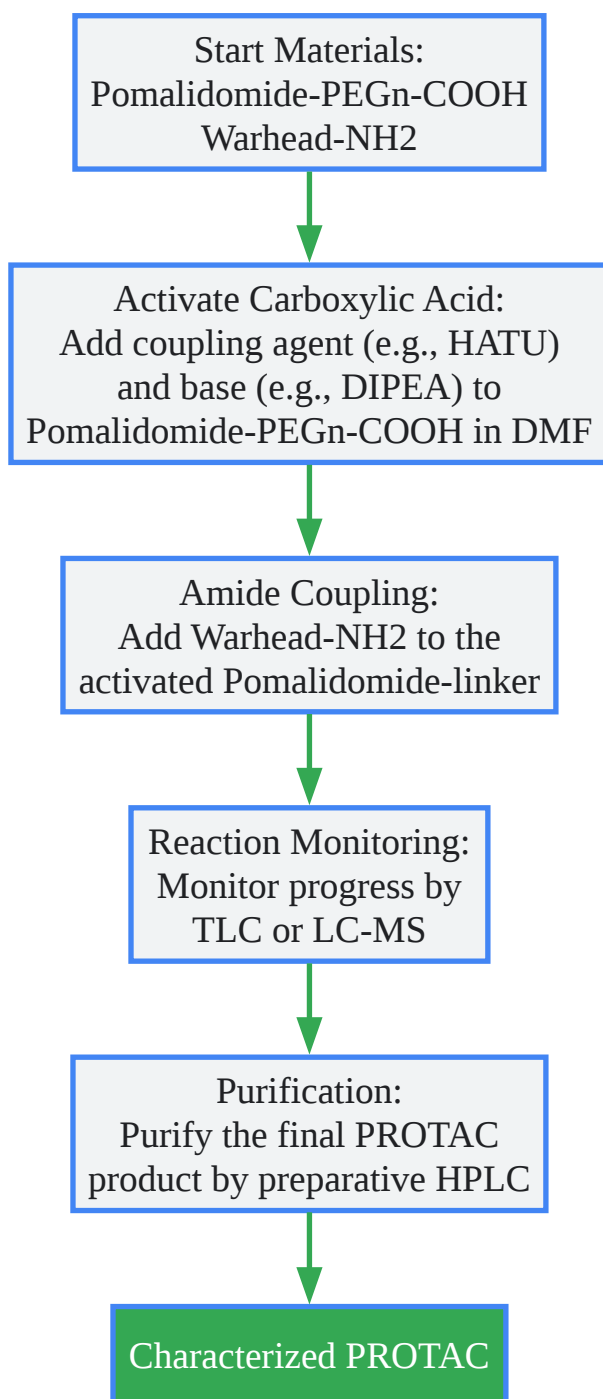 Start Materials:
Pomalidomide-PEGn-COOH
Warhead-NH2
Activate Carboxylic Acid:
Add coupling agent (e.g., HATU)
and base (e.g., DIPEA) to
Pomalidomide-PEGn-COOH in DMF
Amide Coupling:
Add Warhead-NH2 to the
activated Pomalidomide-linker
Reaction Monitoring:
Monitor progress by
TLC or LC-MS
Purification:
Purify the final PROTAC
product by preparative HPLC
Characterized PROTAC